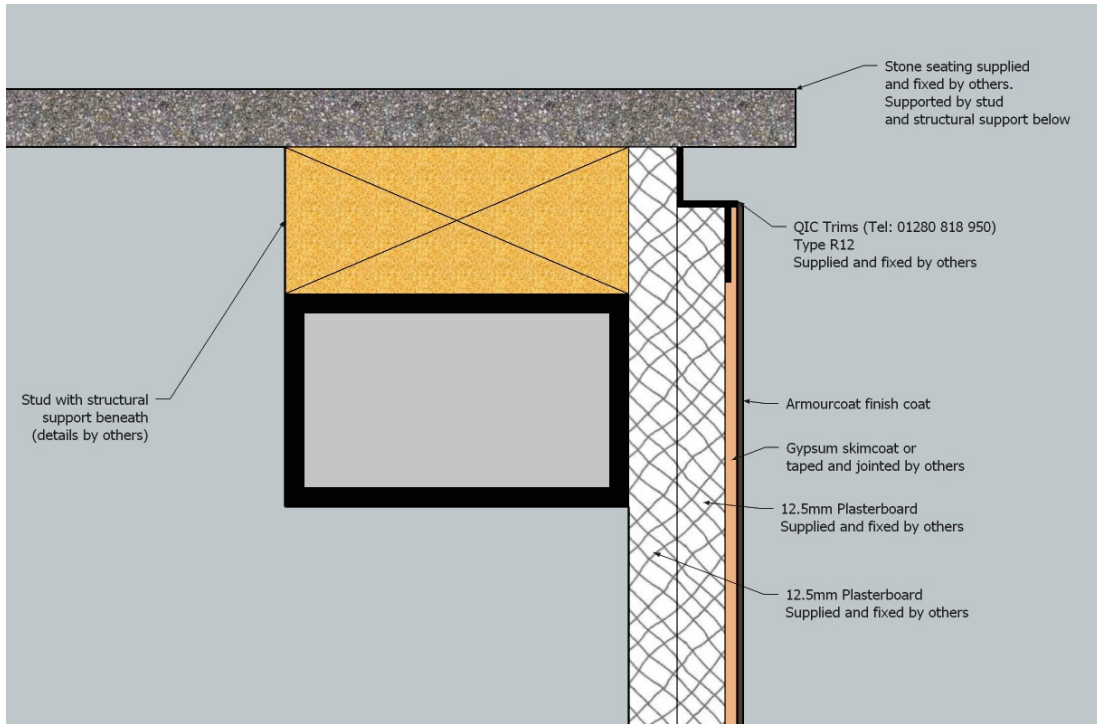 Stone seating supplied
and fixed by others.
Supported by stud
and structural support below
QIC Trims (Tel: 01280 818 950)
Type R12
Supplied and fixed by others
Stud with structural
support beneath
(details by others)
Armourcoat finish coat
Gypsum skimcoat or
taped and jointed by others
12.5mm Plasterboard
Supplied and fixed by others
12.5mm Plasterboard
Supplied and fixed by others